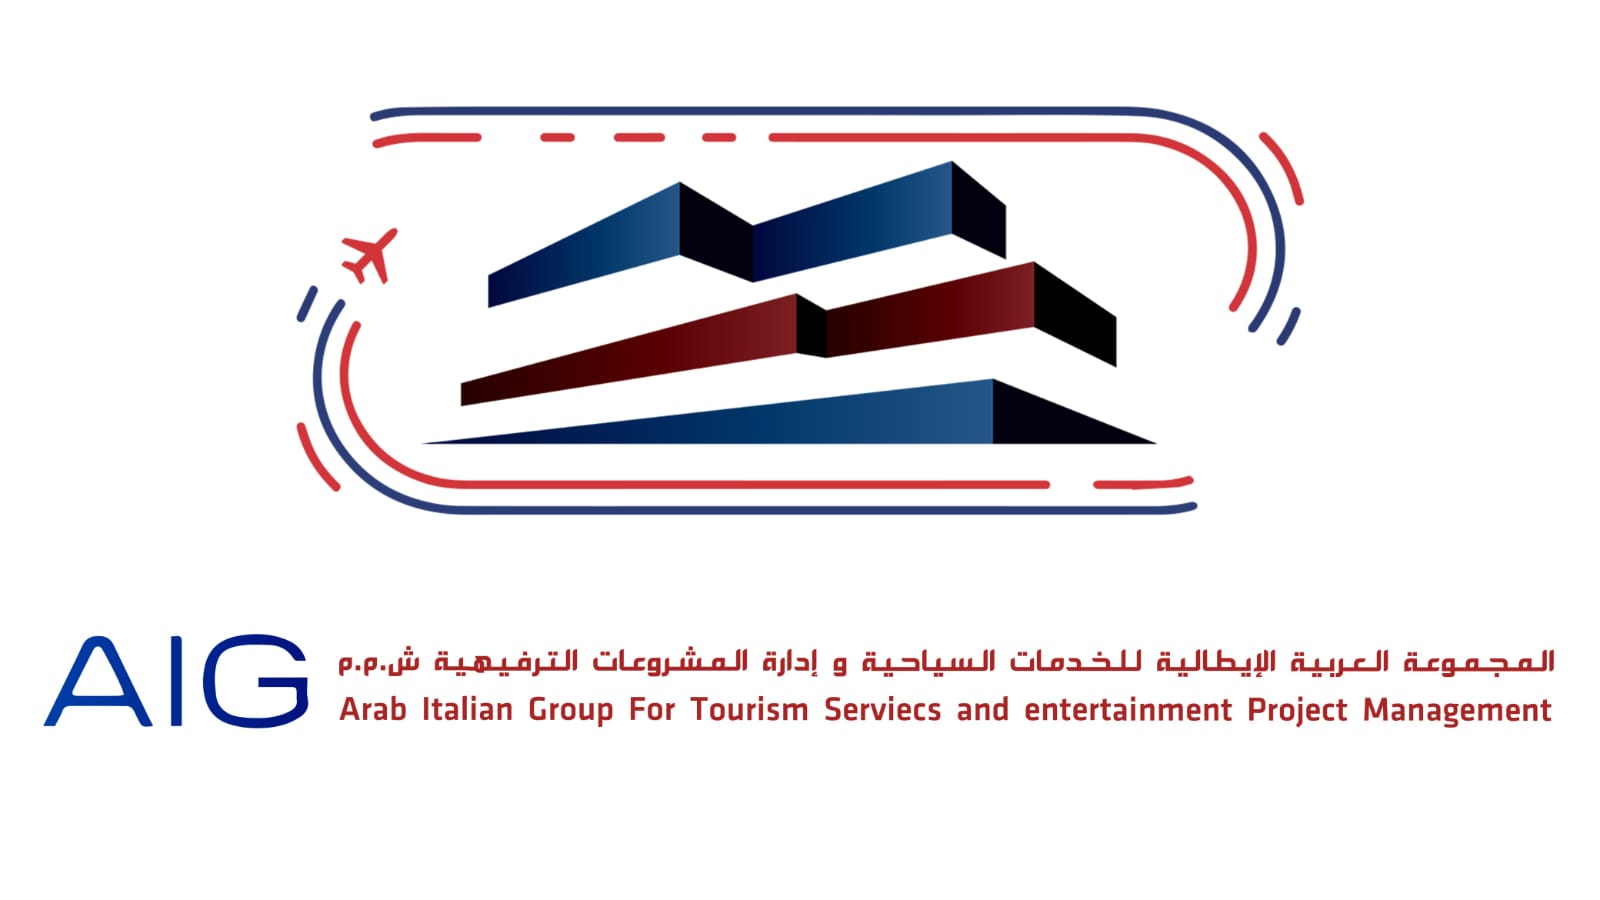 AIG
المجموعة العربية الإيطالية للخدمات السياحية و إدارة المشروعات الترفيهية ش.م.م
Arab Italian Group For Tourism Serviecs and entertainment Project Management